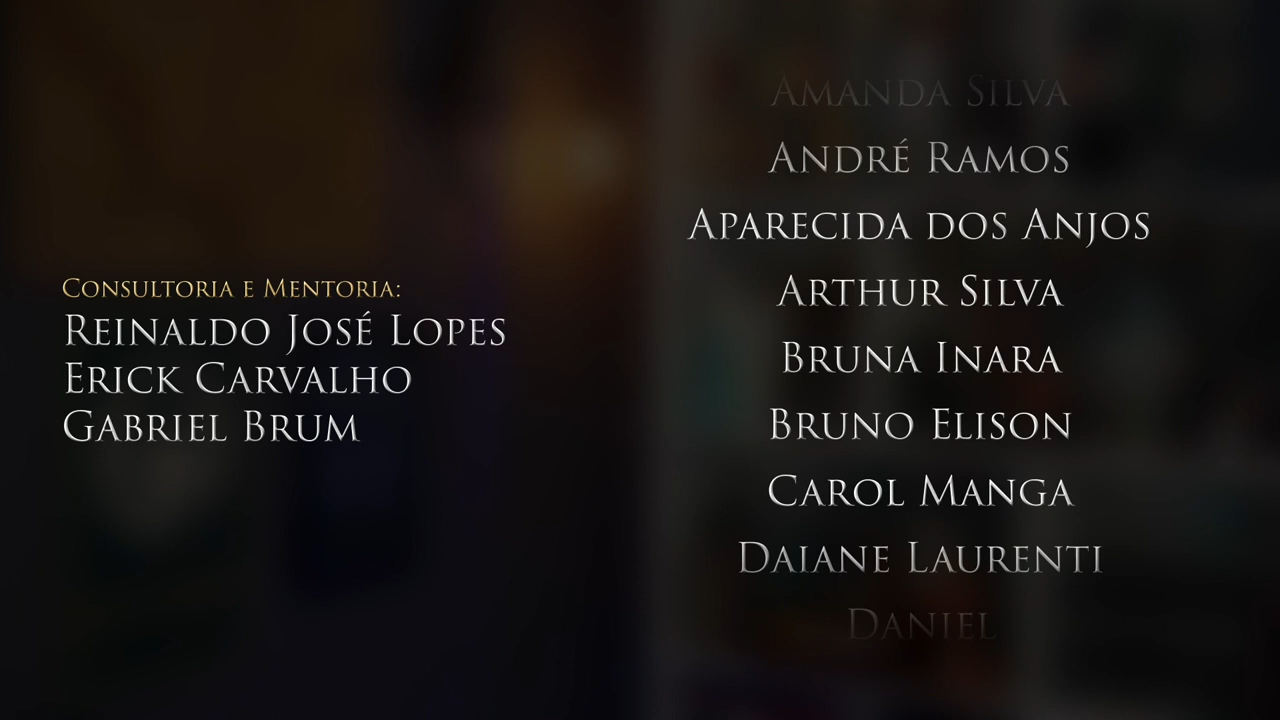 Consultoria e Mentoria:
Reinaldo José Lopes
Erick Carvalho
Gabriel Brum
Amanda Silva
André Ramos
Aparecida dos Anjos
Arthur Silva
Bruna Inara
Bruno Elison
Carol Manga
Daiane Laurenti
Daniel